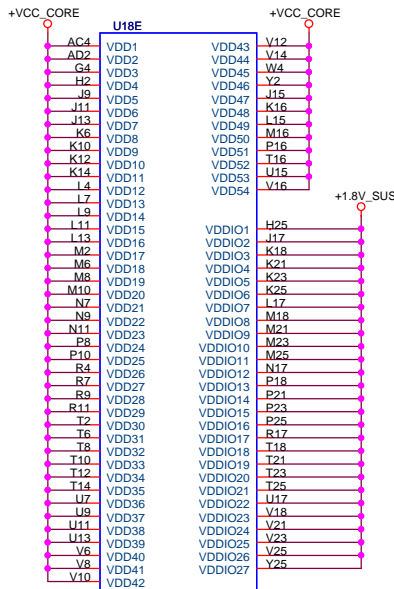 +VCC_CORE
U18E
+VCC_CORE
AC4 VDD1 VDD43 V12
AD2 VDD2 VDD44 V14
G4 VDD3 VDD45 W4
H2 VDD4 VDD46 Y2
J9 VDD5 VDD47 J15
J11 VDD6 VDD48 K16
J13 VDD7 VDD49 L15
K6 VDD8 VDD50 M16
K10 VDD9 VDD51 P16
K12 VDD10 VDD52 T16
K14 VDD11 VDD53 U15
L4 VDD12 VDD54 V16
L7 VDD13
+1.8V_SUS
L9 VDD14
L11 VDD15 VDDIO1 H25
L13 VDD16 VDDIO2 J17
M2 VDD17 VDDIO3 K18
M6 VDD18 VDDIO4 K21
M8 VDD19 VDDIO5 K23
M10 VDD20 VDDIO6 K25
N7 VDD21 VDDIO7 L17
N9 VDD22 VDDIO8 M18
N11 VDD23 VDDIO9 M21
P8 VDD24 VDDIO10 M23
P10 VDD25 VDDIO11 M25
R4 VDD26 VDDIO12 N17
R7 VDD27 VDDIO13 P18
R9 VDD28 VDDIO14 P21
R11 VDD29 VDDIO15 P23
T2 VDD30 VDDIO16 P25
T6 VDD31 VDDIO17 R17
T8 VDD32 VDDIO18 T18
T10 VDD33 VDDIO19 T21
T12 VDD34 VDDIO20 T23
T14 VDD35 VDDIO21 T25
U7 VDD36 VDDIO22 U17
U9 VDD37 VDDIO23 V18
U11 VDD38 VDDIO24 V21
U13 VDD39 VDDIO25 V23
V6 VDD40 VDDIO26 V25
V8 VDD41 VDDIO27 Y25
V10 VDD42